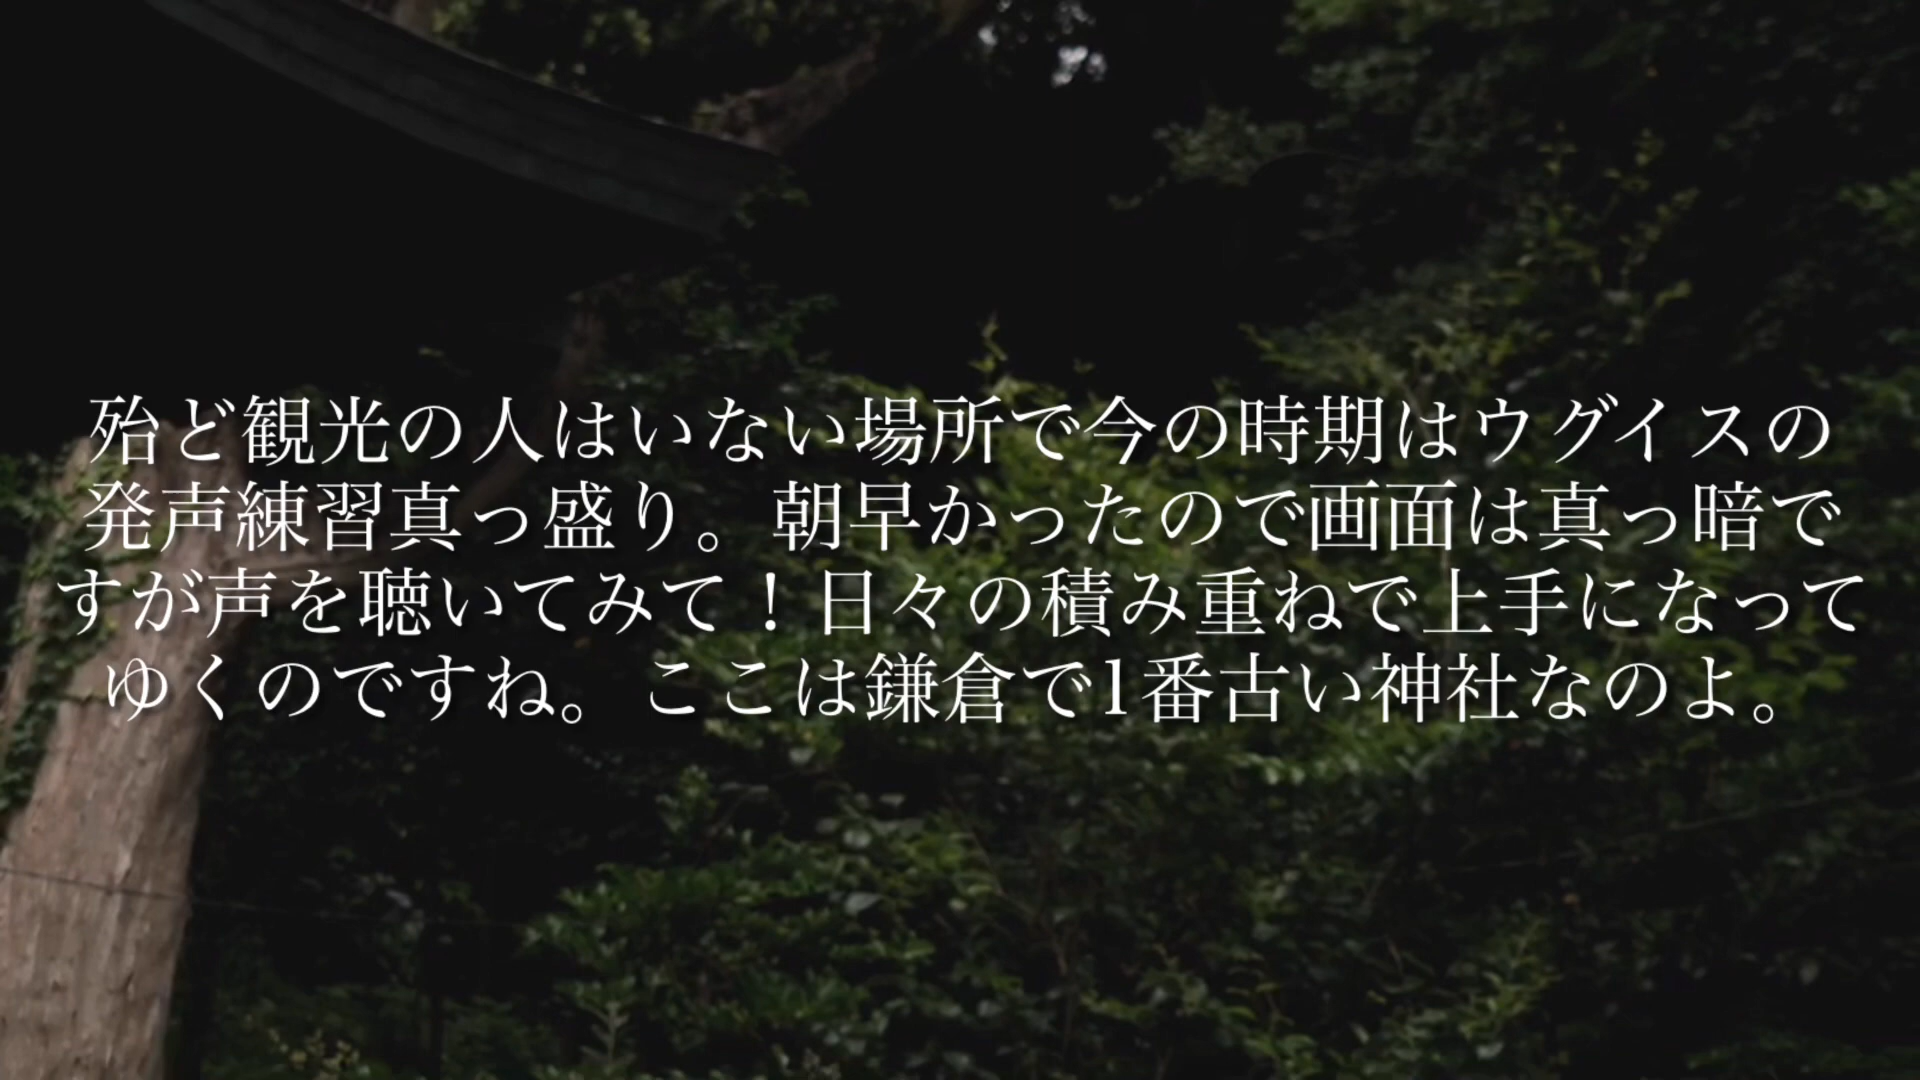 殆ど観光の人はいない場所で今の時期はウグイスの
発声練習真っ盛り。朝早かったので画面は真っ暗で
すが声を聴いてみて！日々の積み重ねで上手になって
ゆくのですね。ここは鎌倉で1番古い神社なのよ。